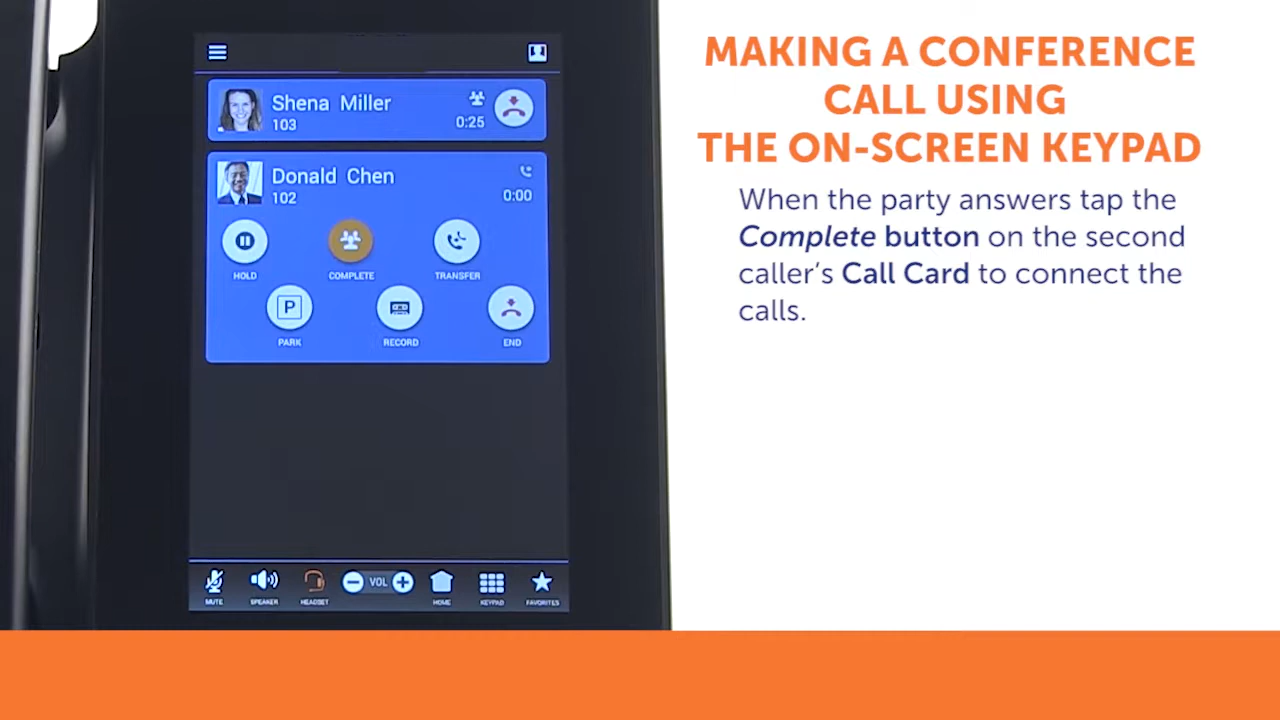 MAKING A CONFERENCE
CALL USING
THE ON-SCREEN KEYPAD
When the party answers tap the
Complete button on the second
caller's Call Card to connect the
calls.
Shena Miller
103
0:25
Donald Chen
102
0:00
HOLD
COMPLETE
TRANSFER
P
PARK
RECORD
END
MUTE
SPEAKER
HEADSET
VOL
HOME
KEYPAD
FAVORITES